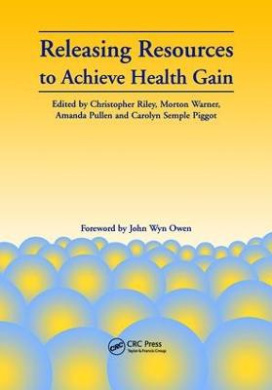 Releasing Resources
to Achieve Health Gain
Edited by Christopher Riley, Morton Warner,
Amanda Pullen and Carolyn Semple Piggot
Foreword by John Wyn Owen
CRC
CRC Press
Taylor & Francis Group